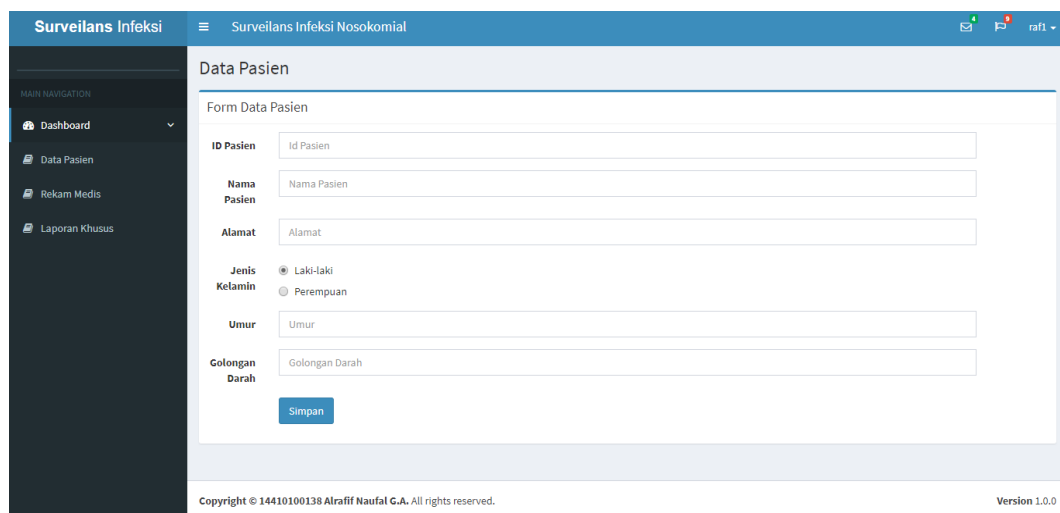 Surveilans Infeksi
Surveilans Infeksi Nosokomial
4
9
raf1
Data Pasien
MAIN NAVIGATION
Dashboard
Data Pasien
Rekam Medis
Laporan Khusus
Form Data Pasien
ID Pasien
Id Pasien
Nama
Pasien
Nama Pasien
Alamat
Alamat
Jenis
Kelamin
Laki-laki
Perempuan
Umur
Umur
Golongan
Darah
Golongan Darah
Simpan
Copyright © 14410100138 Alrafif Naufal G.A. All rights reserved.
Version 1.0.0